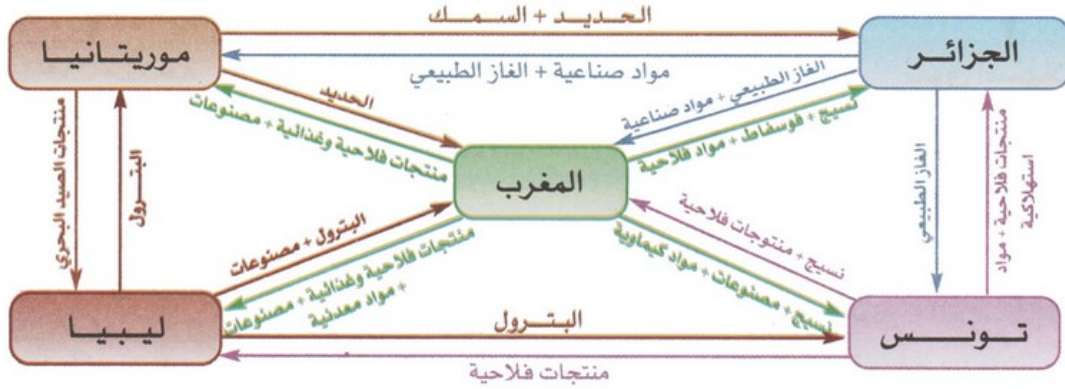 الحديد + السمك
الجزائر
موريتانيا
مواد صناعية + الغاز الطبيعي
الغاز الطبيعي + مواد صناعية
الحديد
نسيج + فوسفاط + مواد فلاحية
منتجات فلاحية وغذائية + مصنوعات
المغرب
منتجات فلاحية + مواد
استهلاكية
الغاز الطبيعي
البترول
منتجات الصيد البحري
نسيج + منتوجات فلاحية
البترول + مصنوعات
نسيج + مصنوعات + مواد كيماوية
منتجات فلاحية وغذائية + مصنوعات
+ مواد معدنية
تونس
البترول
ليبيا
منتجات فلاحية